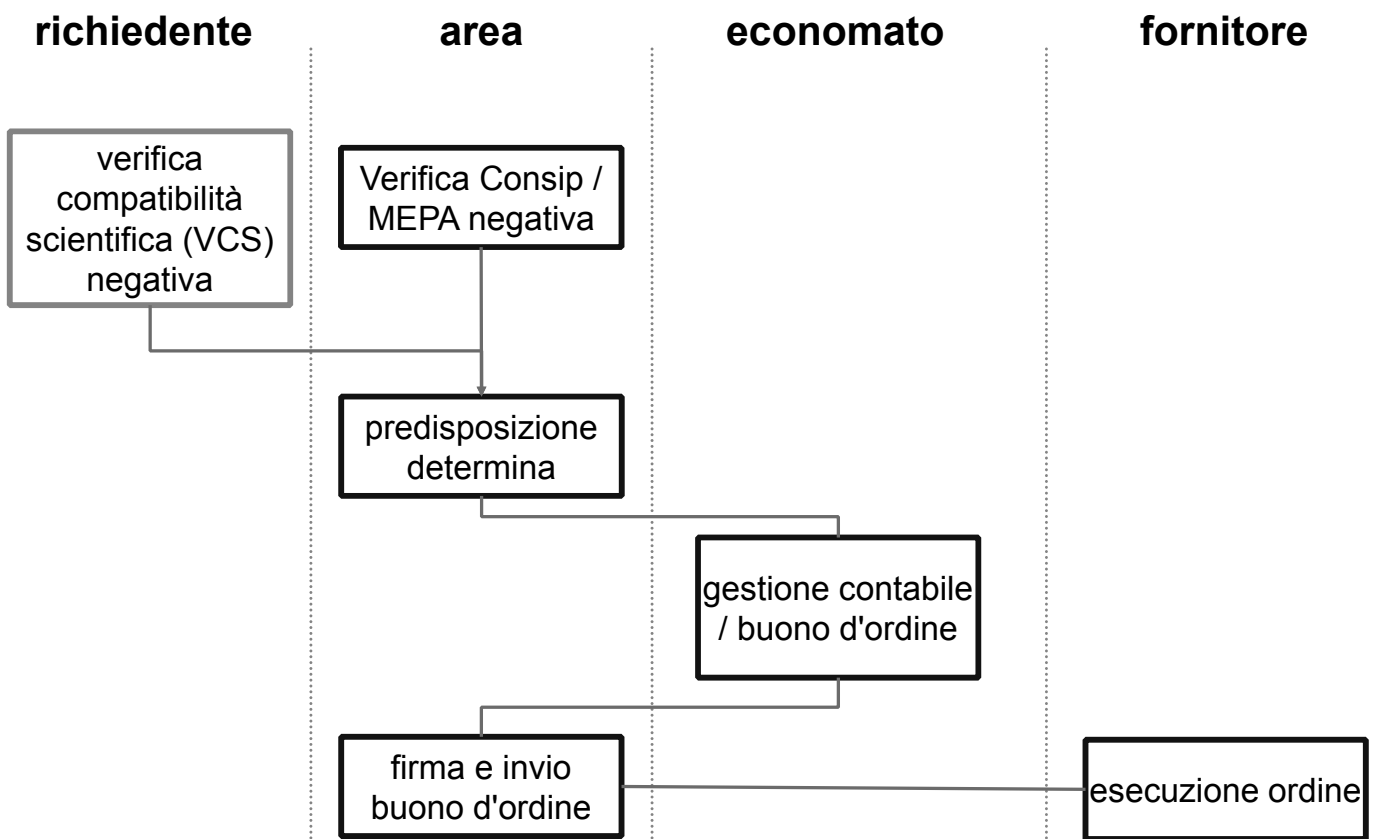 richiedente
area
economato
fornitore
verifica
compatibilità
scientifica (VCS)
negativa
Verifica Consip /
MEPA negativa
predisposizione
determina
gestione contabile
/ buono d'ordine
firma e invio
buono d'ordine
esecuzione ordine